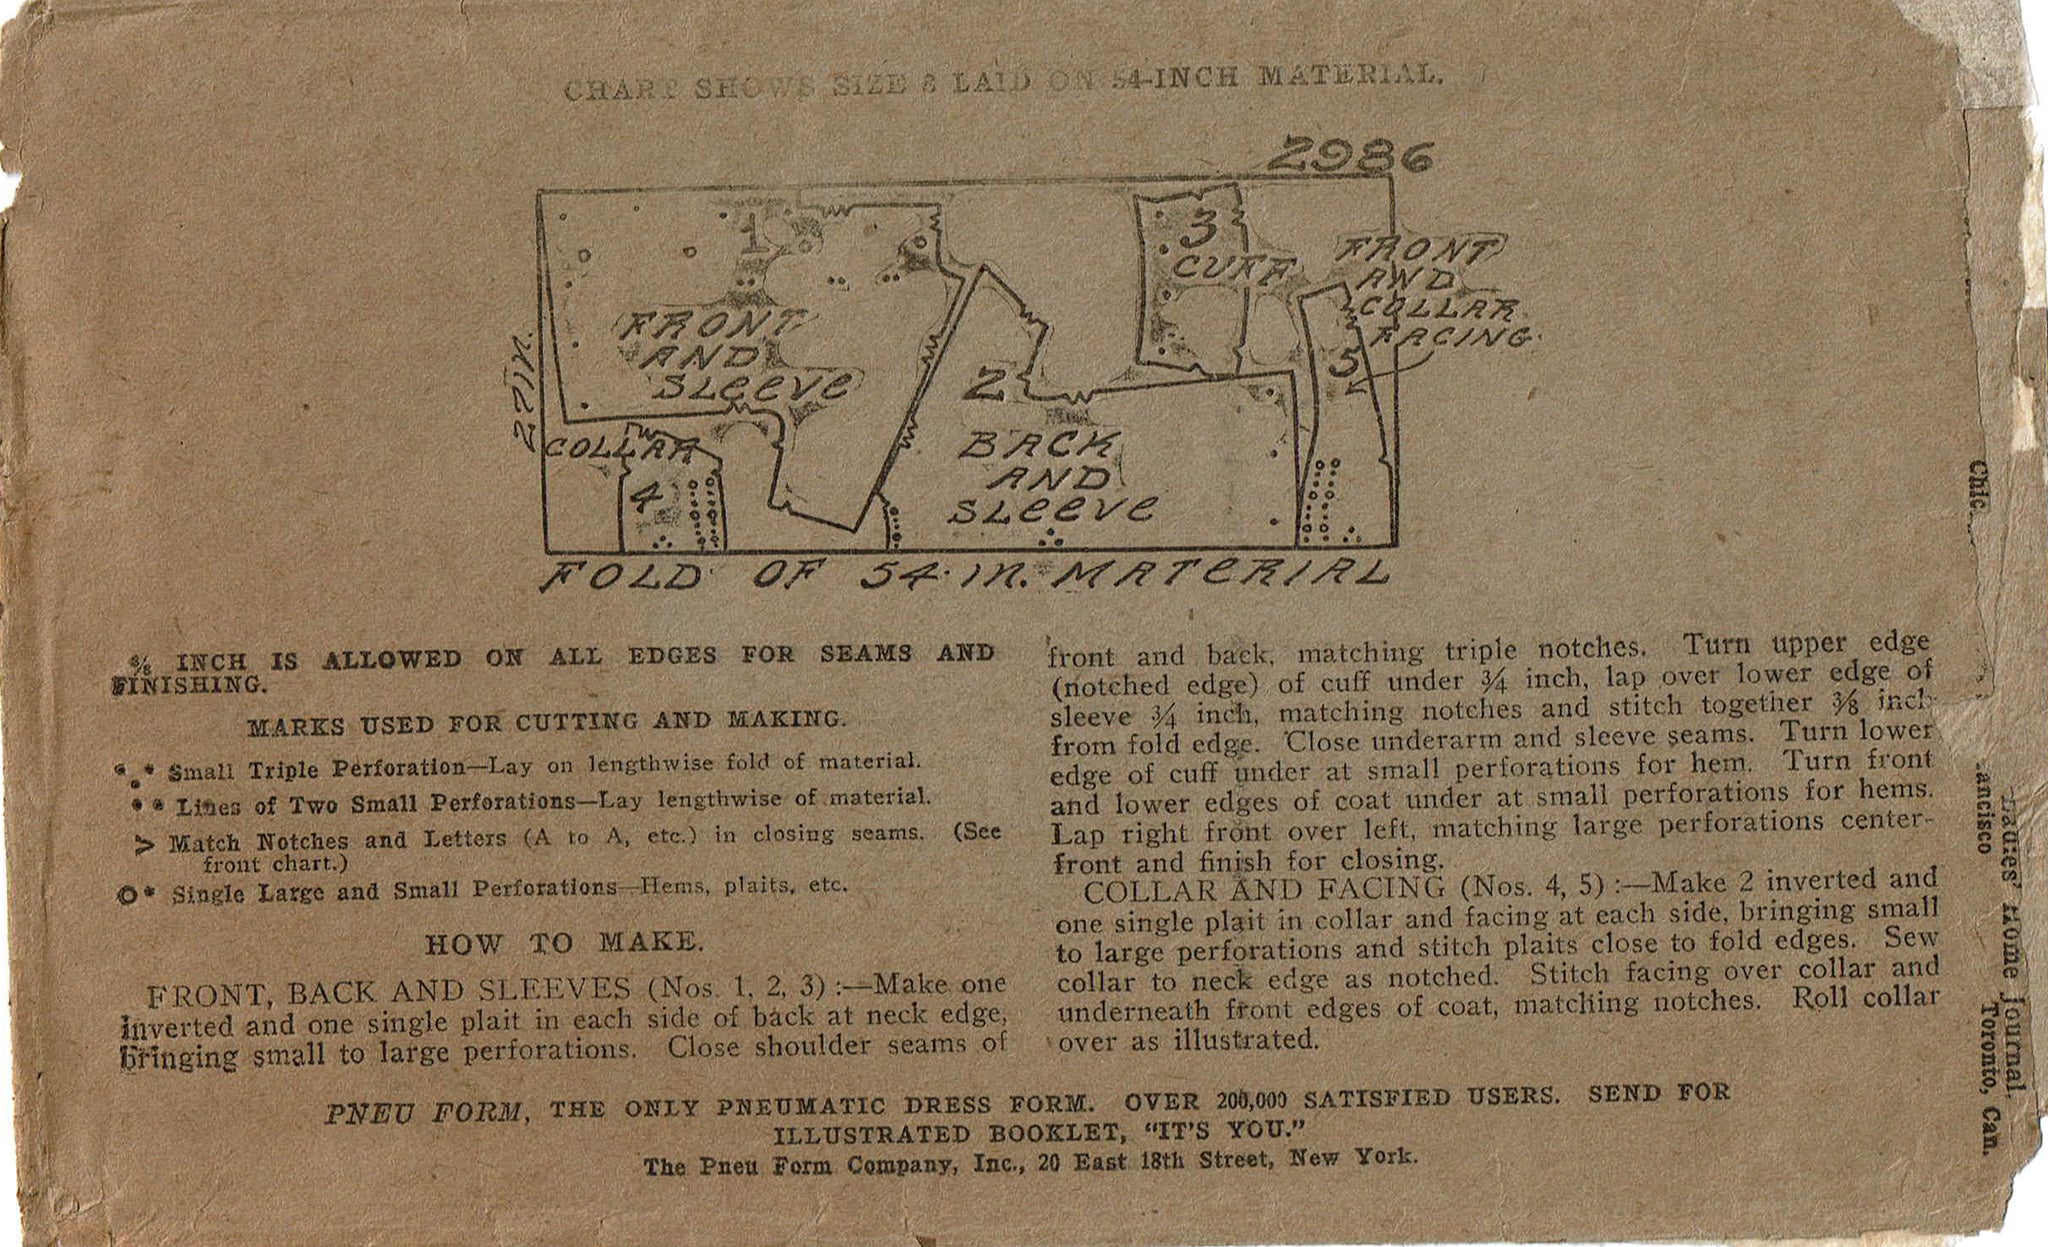 CHART SHOWS SIZE 8 LAID ON 54-INCH MATERIAL.
2986
1
FRONT
AND
SLEEVE
27 IN.
COLLAR
4
2
BACK
AND
SLEEVE
3
CUFF
FRONT
AND
COLLAR
FACING
5
FOLD OF 54-IN. MATERIAL
⅜ INCH IS ALLOWED ON ALL EDGES FOR SEAMS AND
FINISHING.
MARKS USED FOR CUTTING AND MAKING.
Small Triple Perforation—Lay on lengthwise fold of material.
Lines of Two Small Perforations—Lay lengthwise of material.
Match Notches and Letters (A to A, etc.) in closing seams. (See
front chart.)
Single Large and Small Perforations—Hems, plaits, etc.
HOW TO MAKE.
FRONT, BACK AND SLEEVES (Nos. 1, 2, 3) :—Make one
inverted and one single plait in each side of back at neck edge,
bringing small to large perforations. Close shoulder seams of
front and back, matching triple notches. Turn upper edge
(notched edge) of cuff under ¾ inch, lap over lower edge of
sleeve ¾ inch, matching notches and stitch together ⅜ inch
from fold edge. Close underarm and sleeve seams. Turn lower
edge of cuff under at small perforations for hem. Turn front
and lower edges of coat under at small perforations for hems.
Lap right front over left, matching large perforations center-
front and finish for closing.
COLLAR AND FACING (Nos. 4, 5) :—Make 2 inverted and
one single plait in collar and facing at each side, bringing small
to large perforations and stitch plaits close to fold edges. Sew
collar to neck edge as notched. Stitch facing over collar and
underneath front edges of coat, matching notches. Roll collar
over as illustrated.
PNEU FORM, THE ONLY PNEUMATIC DRESS FORM. OVER 200,000 SATISFIED USERS. SEND FOR
ILLUSTRATED BOOKLET, "IT'S YOU."
The Pneu Form Company, Inc., 20 East 18th Street, New York.
Home Journal,
Toronto, Can.